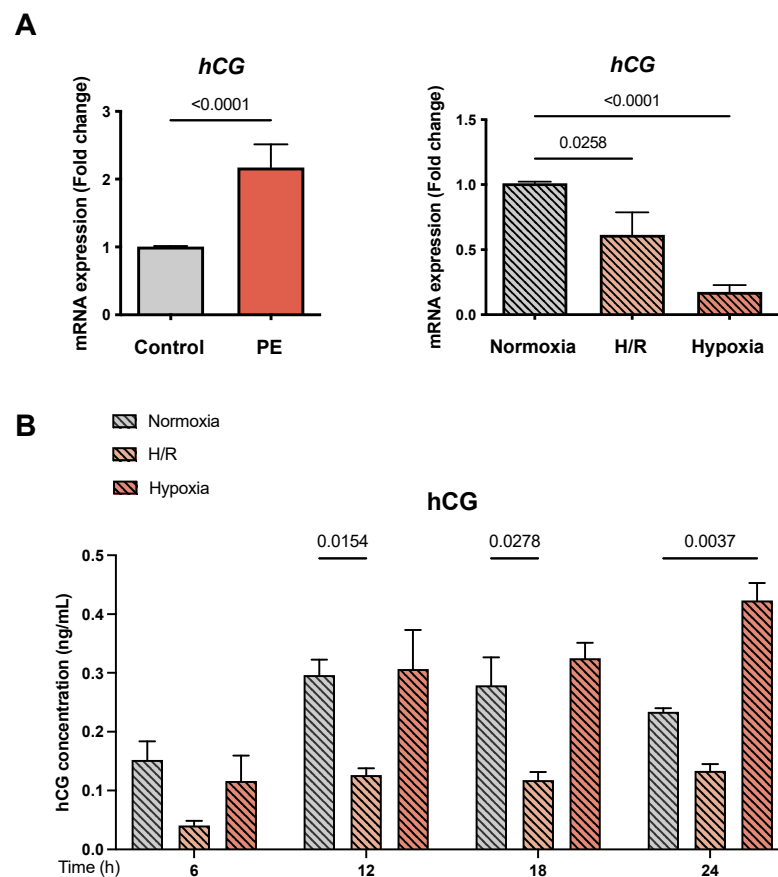 A
hCG
<0.0001
mRNA expression (Fold change)
3
2
1
0
Control PE
hCG
<0.0001
0.0258
mRNA expression (Fold change)
1.5
1.0
0.5
0.0
Normoxia H/R Hypoxia
B
Normoxia
H/R
Hypoxia
hCG
0.0154 0.0278 0.0037
hCG concentration (ng/mL)
0.5
0.4
0.3
0.2
0.1
0.0
Time (h) 6 12 18 24